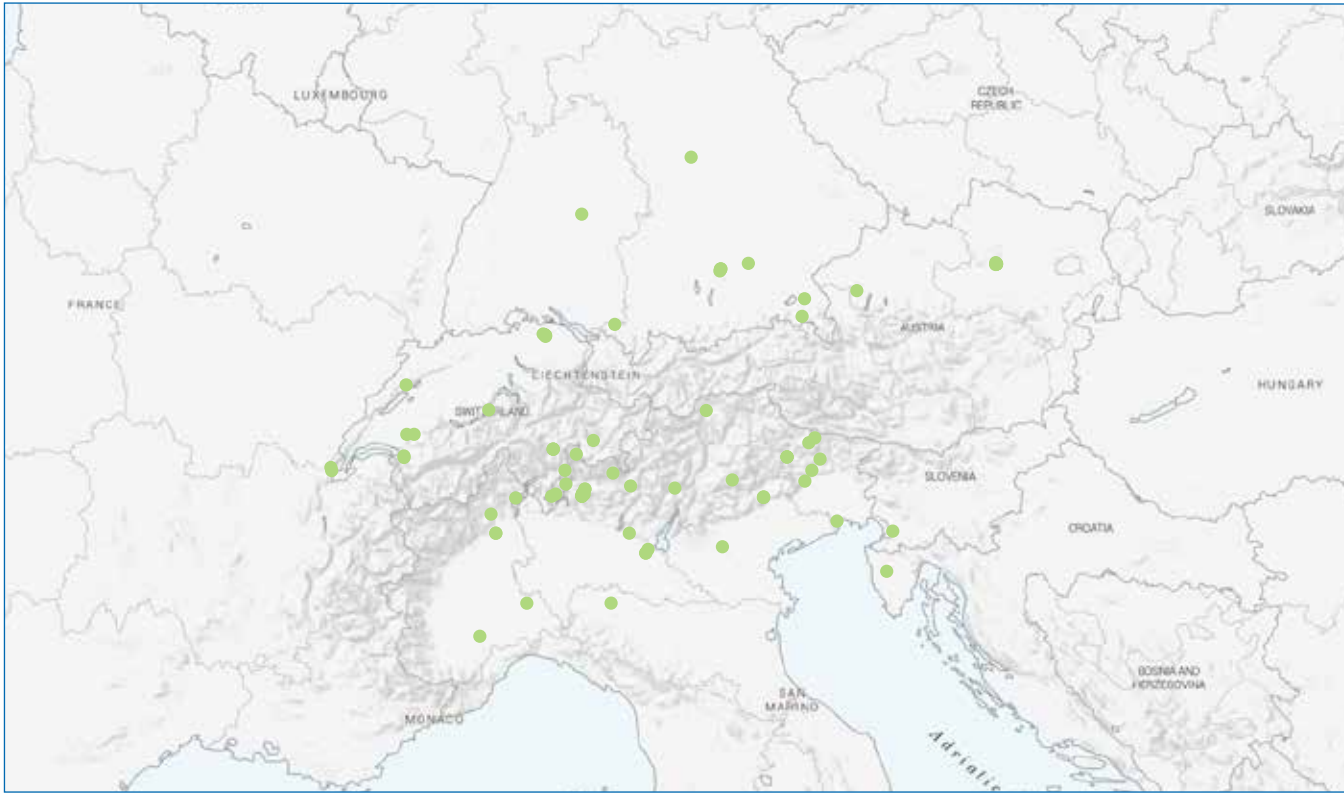 LUXEMBOURG
CZECH
REPUBLIC
SLOVAKIA
FRANCE
AUSTRIA
LIECHTENSTEIN
HUNGARY
SWITZERLAND
SLOVENIA
CROATIA
BOSNIA AND
HERZEGOVINA
SAN
MARINO
MONACO
Adriatic